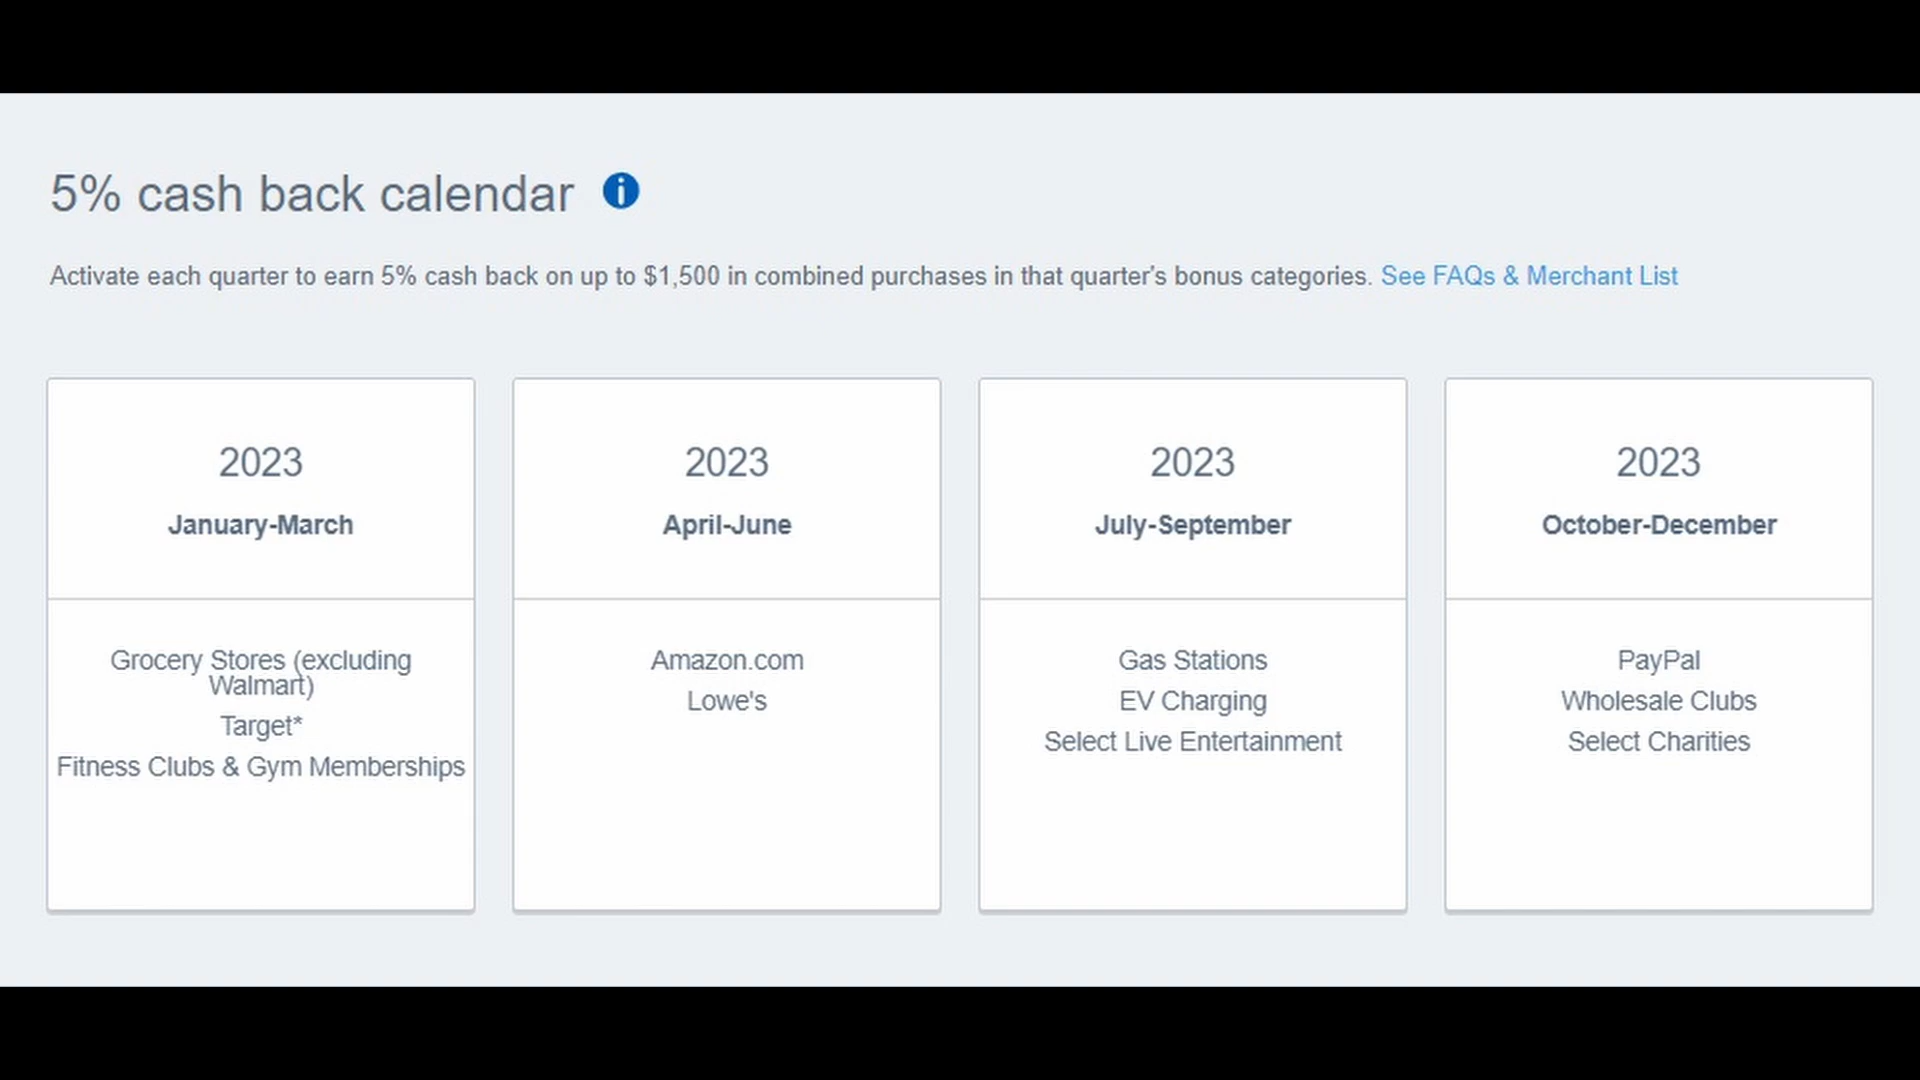 5% cash back calendar
Activate each quarter to earn 5% cash back on up to $1,500 in combined purchases in that quarter's bonus categories. See FAQs & Merchant List
2023
January-March
Grocery Stores (excluding
Walmart)
Target*
Fitness Clubs & Gym Memberships
2023
April-June
Amazon.com
Lowe's
2023
July-September
Gas Stations
EV Charging
Select Live Entertainment
2023
October-December
PayPal
Wholesale Clubs
Select Charities